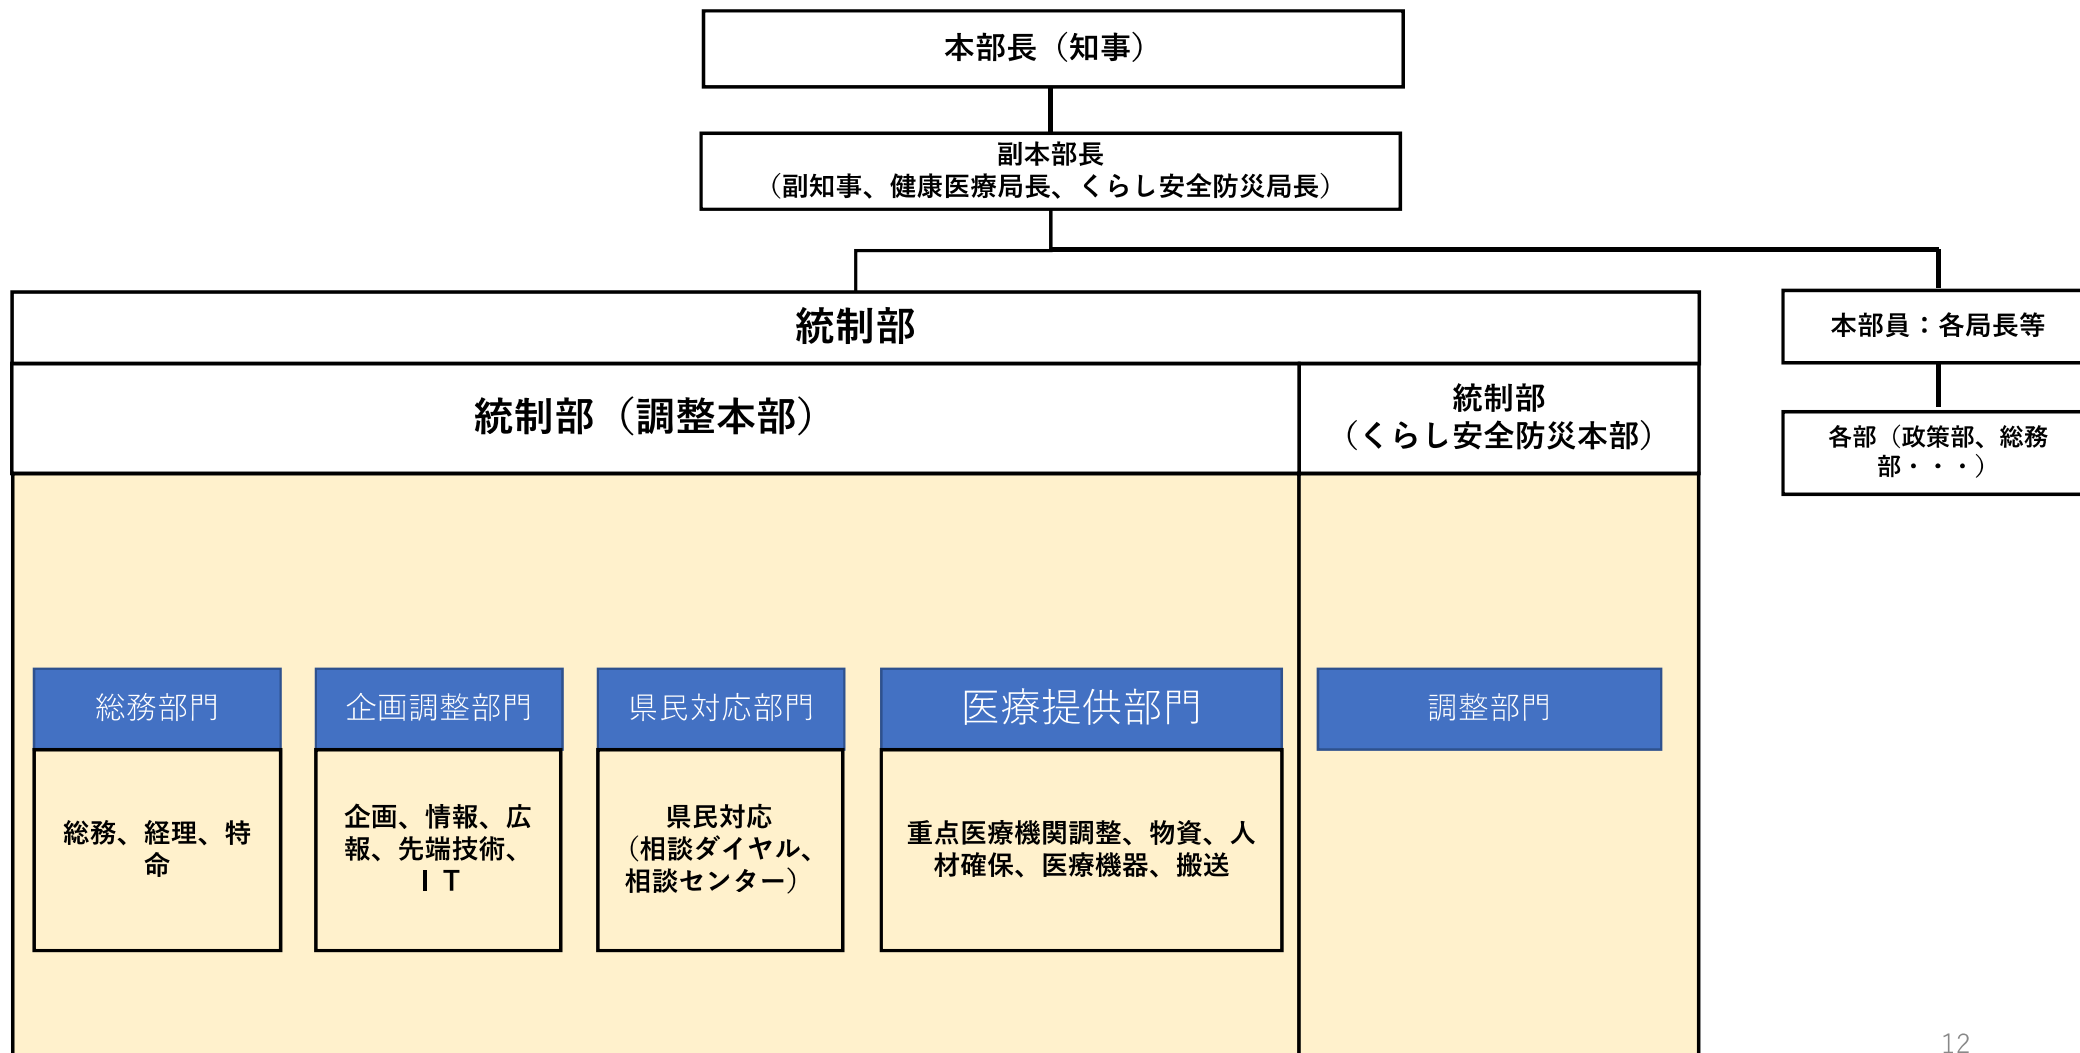 本部長（知事）
副本部長
（副知事、健康医療局長、くらし安全防災局長）
統制部
本部員：各局長等
統制部（調整本部）
統制部
（くらし安全防災本部）
各部（政策部、総務
部・・・）
総務部門
企画調整部門
県民対応部門
医療提供部門
調整部門
総務、経理、特
命
企画、情報、広
報、先端技術、
ＩＴ
県民対応
（相談ダイヤル、
相談センター）
重点医療機関調整、物資、人
材確保、医療機器、搬送
12